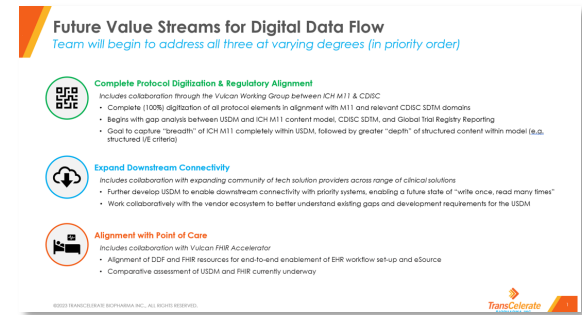 Future Value Streams for Digital Data Flow
Team will begin to address all three at varying degrees (in priority order)
Complete Protocol Digitization & Regulatory Alignment
Includes collaboration through the Vulcan Working Group between ICH M11 & CDISC
• Complete (100%) digitization of all protocol elements in alignment with M11 and relevant CDISC SDTM domains
• Begins with gap analysis between USDM and ICH M11 content model, CDISC SDTM, and Global Trial Registry Reporting
• Goal to capture "breadth" of ICH M11 completely within USDM, followed by greater "depth" of structured content within model (e.g.
structured I/E criteria)
Expand Downstream Connectivity
Includes collaboration with expanding community of tech solution providers across range of clinical solutions
• Further develop USDM to enable downstream connectivity with priority systems, enabling a future state of "write once, read many times"
• Work collaboratively with the vendor ecosystem to better understand existing gaps and development requirements for the USDM
Alignment with Point of Care
Includes collaboration with Vulcan FHIR Accelerator
• Alignment of DDF and FHIR resources for end-to-end enablement of EHR workflow set-up and eSource
• Comparative assessment of USDM and FHIR currently underway
©2023 TRANSCELERATE BIOPHARMA INC., ALL RIGHTS RESERVED.
TransCelerate
1